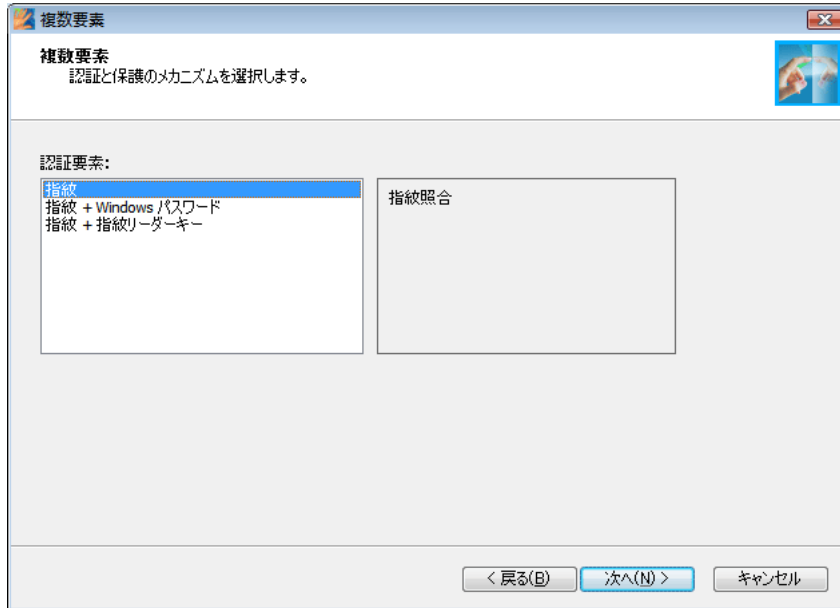 複数要素
複数要素
認証と保護のメカニズムを選択します。
認証要素:
指紋
指紋 + Windows パスワード
指紋 + 指紋リーダーキー
指紋照合
< 戻る(B)
次へ(N) >
キャンセル